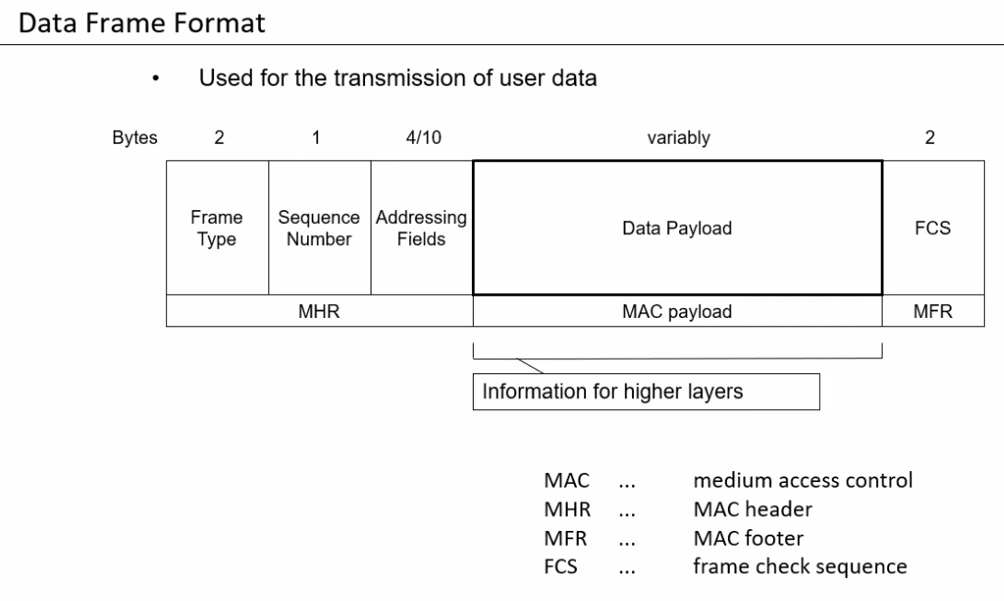 Data Frame Format
• Used for the transmission of user data
Bytes 2 1 4/10 variably 2
Frame
Type
Sequence
Number
Addressing
Fields
Data Payload
FCS
MHR MAC payload MFR
Information for higher layers
MAC ... medium access control
MHR ... MAC header
MFR ... MAC footer
FCS ... frame check sequence